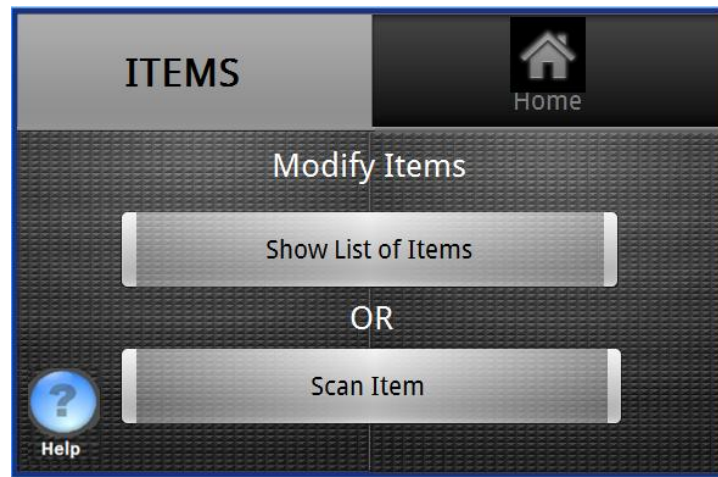 ITEMS
Home
Modify Items
Show List of Items
OR
Scan Item
?
Help